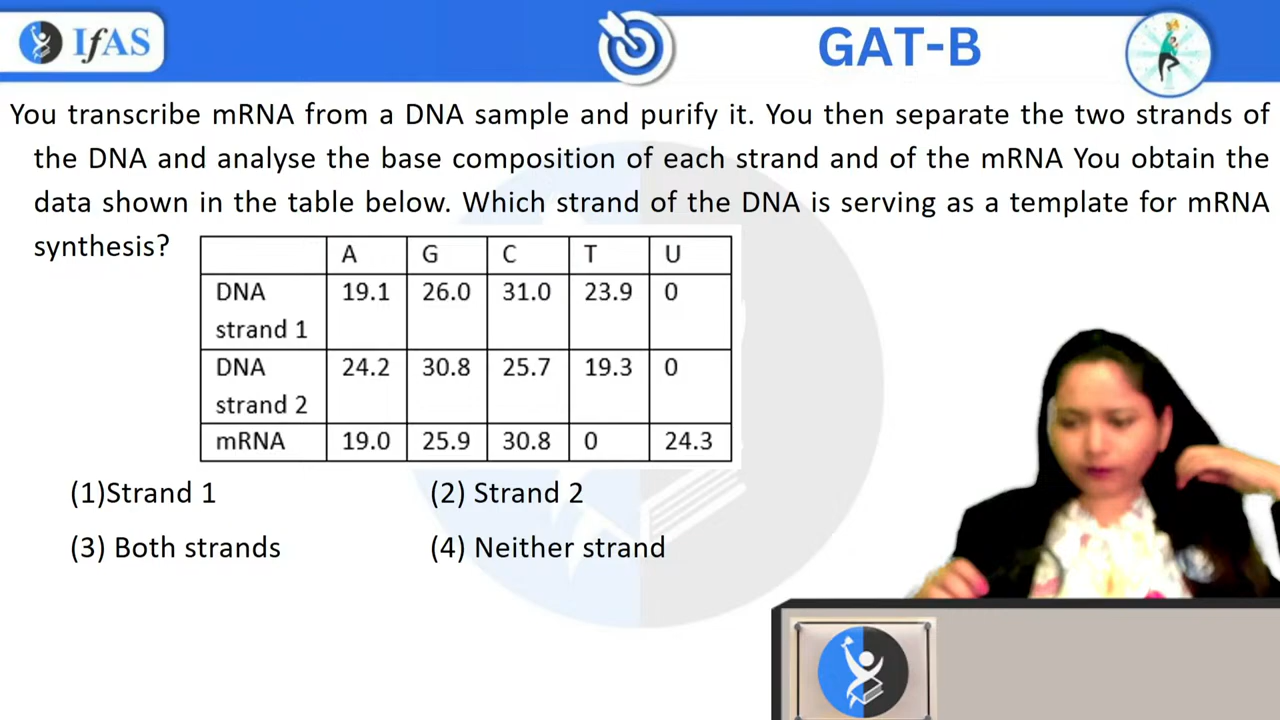 IfAS
GAT-B
You transcribe mRNA from a DNA sample and purify it. You then separate the two strands of
the DNA and analyse the base composition of each strand and of the mRNA You obtain the
data shown in the table below. Which strand of the DNA is serving as a template for mRNA
synthesis?
A G C T U
DNA 19.1 26.0 31.0 23.9 0
strand 1
DNA 24.2 30.8 25.7 19.3 0
strand 2
mRNA 19.0 25.9 30.8 0 24.3
(1)Strand 1 (2) Strand 2
(3) Both strands (4) Neither strand